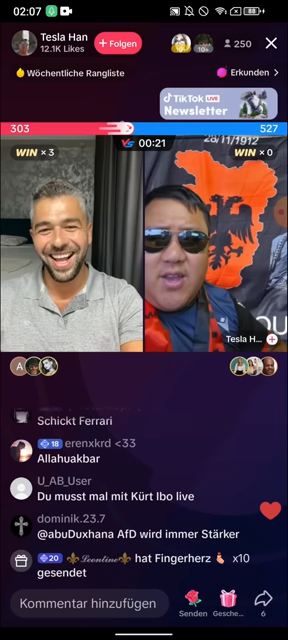 02:07
88
Tesla Han
12.1K Likes
+ Folgen
250
Wöchentliche Rangliste
Erkunden >
TikTok LIVE
Newsletter
303
VS 00:21
527
WIN × 3
WIN × 0
28/11/1912
OU
Tesla H...
A
Schickt Ferrari
18 erenxkrd <33
Allahuakbar
U_AB_User
Du musst mal mit Kürt Ibo live
dominik.23.7
@abuDuxhana AfD wird immer Stärker
20 ⚜𝓛𝓮𝓸𝓷𝓽𝓲𝓷𝓮⚜ hat Fingerherz x10
gesendet
Kommentar hinzufügen
Senden
Gesche...
6